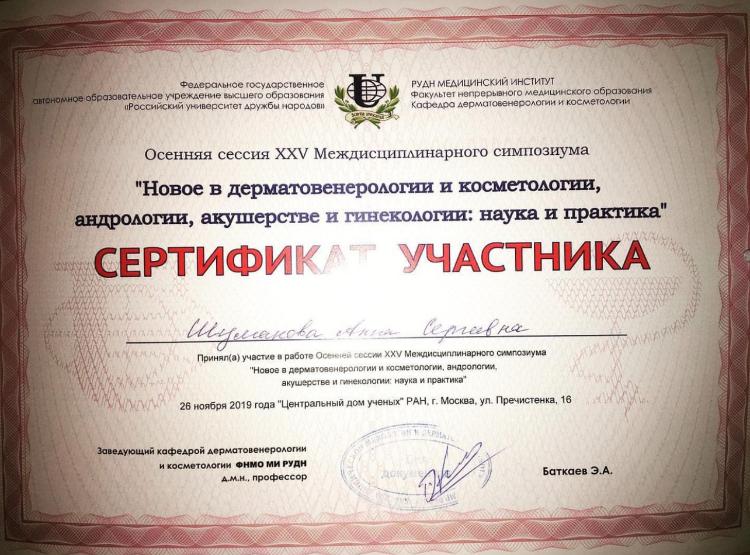 Федеральное государственное
автономное образовательное учреждение высшего образования
«Российский университет дружбы народов»
РУДН МЕДИЦИНСКИЙ ИНСТИТУТ
Факультет непрерывного медицинского образования
Кафедра дерматовенерологии и косметологии
Осенняя сессия XXV Междисциплинарного симпозиума
"Новое в дерматовенерологии и косметологии,
андрологии, акушерстве и гинекологии: наука и практика"
СЕРТИФИКАТ УЧАСТНИКА
Шумакова Анна Сергеевна
Принял(а) участие в работе Осенней сессии XXV Междисциплинарного симпозиума
"Новое в дерматовенерологии и косметологии, андрологии,
акушерстве и гинекологии: наука и практика"
26 ноября 2019 года "Центральный дом ученых" РАН, г. Москва, ул. Пречистенка, 16
Заведующий кафедрой дерматовенерологии
и косметологии ФНМО МИ РУДН
д.м.н., профессор
Баткаев Э.А.